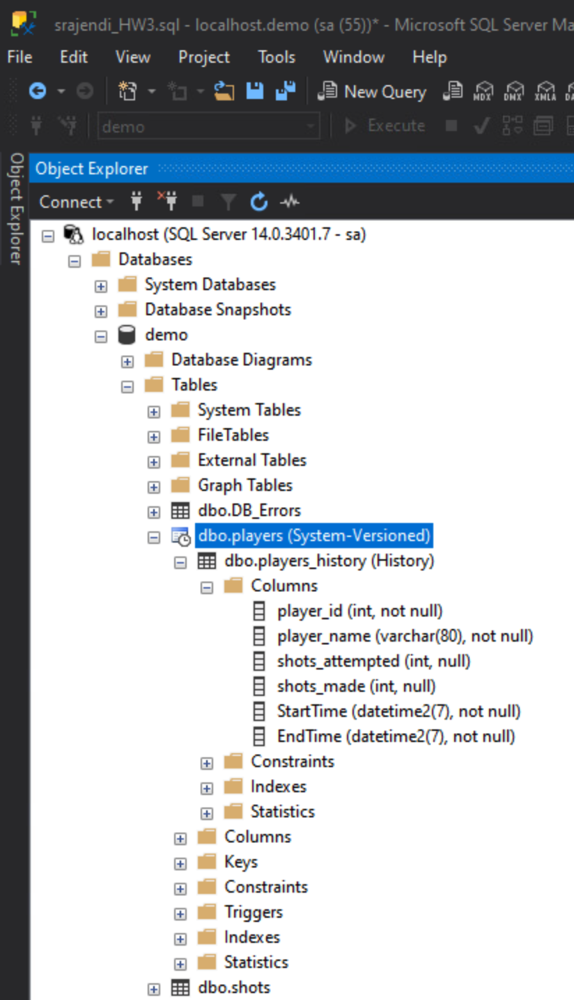 srajendi_HW3.sql - localhost.demo (sa (55))* - Microsoft SQL Server Ma
File Edit View Project Tools Window Help
New Query MDX DMX XMLA
demo Execute
Object Explorer
Object Explorer
Connect
localhost (SQL Server 14.0.3401.7 - sa)
Databases
System Databases
Database Snapshots
demo
Database Diagrams
Tables
System Tables
FileTables
External Tables
Graph Tables
dbo.DB_Errors
dbo.players (System-Versioned)
dbo.players_history (History)
Columns
player_id (int, not null)
player_name (varchar(80), not null)
shots_attempted (int, null)
shots_made (int, null)
StartTime (datetime2(7), not null)
EndTime (datetime2(7), not null)
Constraints
Indexes
Statistics
Columns
Keys
Constraints
Triggers
Indexes
Statistics
dbo.shots